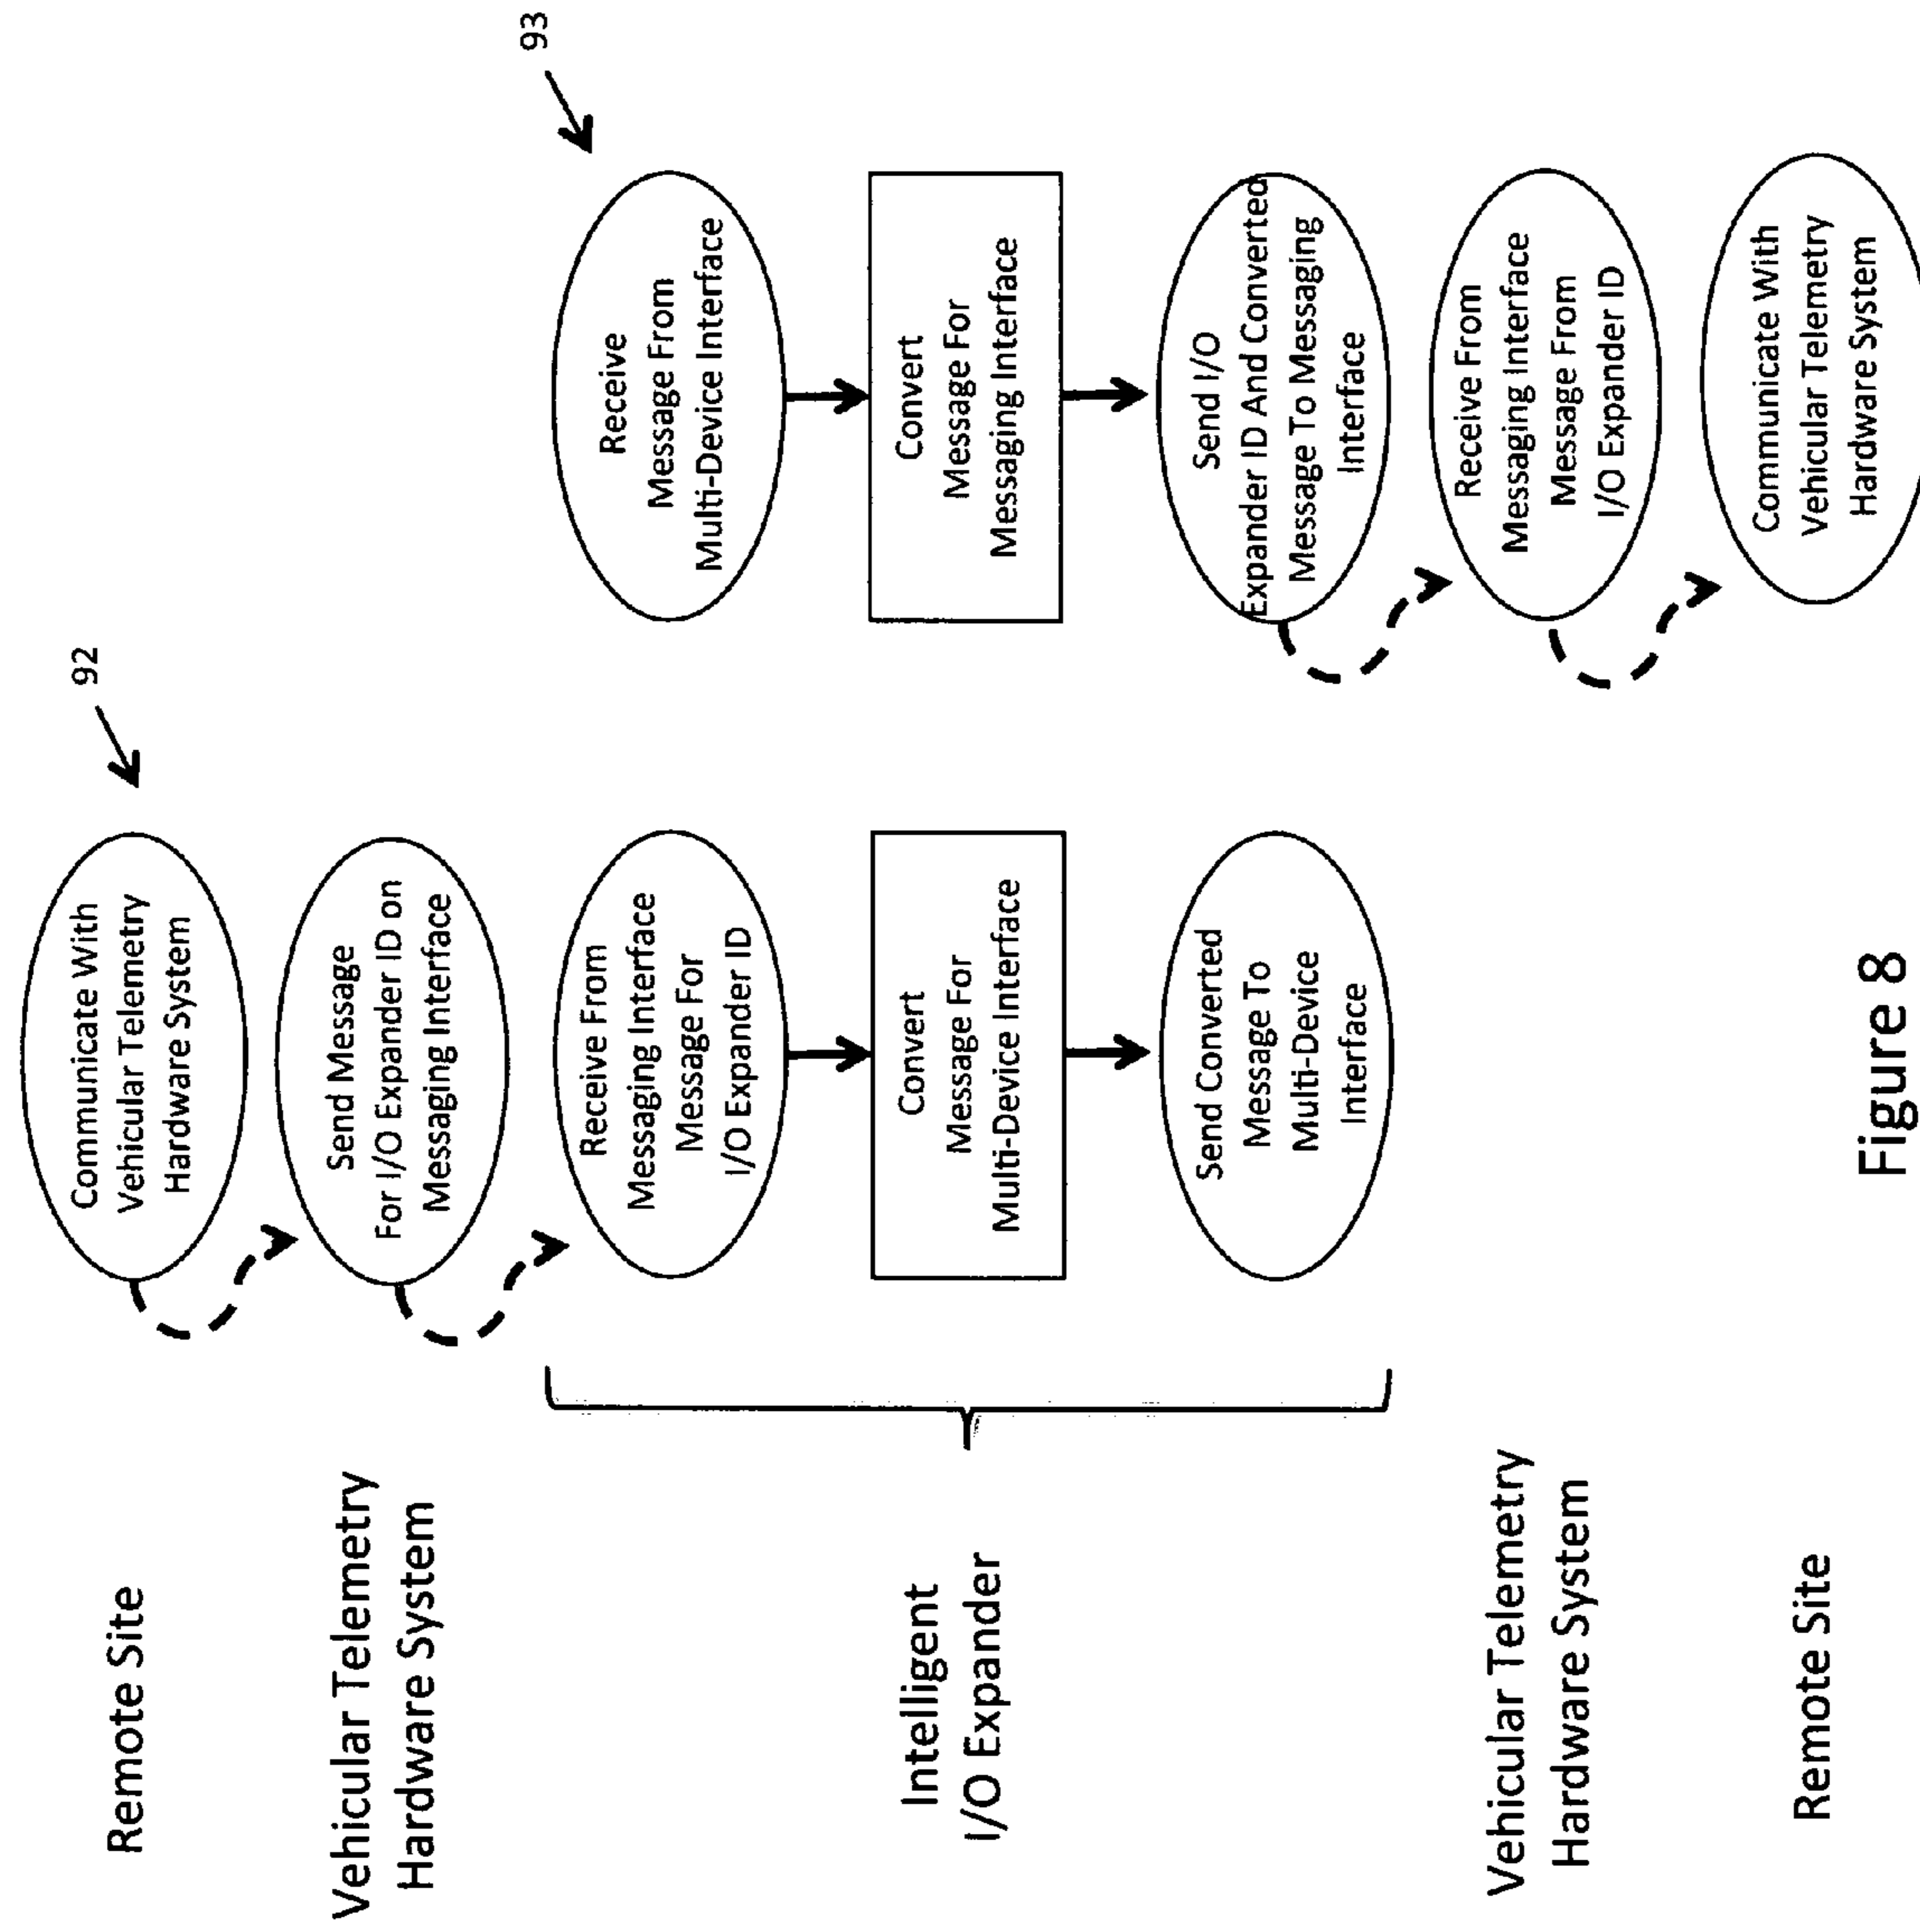 Remote Site
Vehicular Telemetry
Hardware System
Intelligent
I/O Expander
Vehicular Telemetry
Hardware System
Remote Site
92
Communicate With
Vehicular Telemetry
Hardware System
Send Message
For I/O Expander ID on
Messaging Interface
Receive From
Messaging Interface
Message For
I/O Expander ID
Convert
Message For
Multi-Device Interface
Send Converted
Message To
Multi-Device
Interface
93
Receive
Message From
Multi-Device Interface
Convert
Message For
Messaging Interface
Send I/O
Expander ID And Converted
Message To Messaging
Interface
Receive From
Messaging Interface
Message From
I/O Expander ID
Communicate With
Vehicular Telemetry
Hardware System
Figure 8